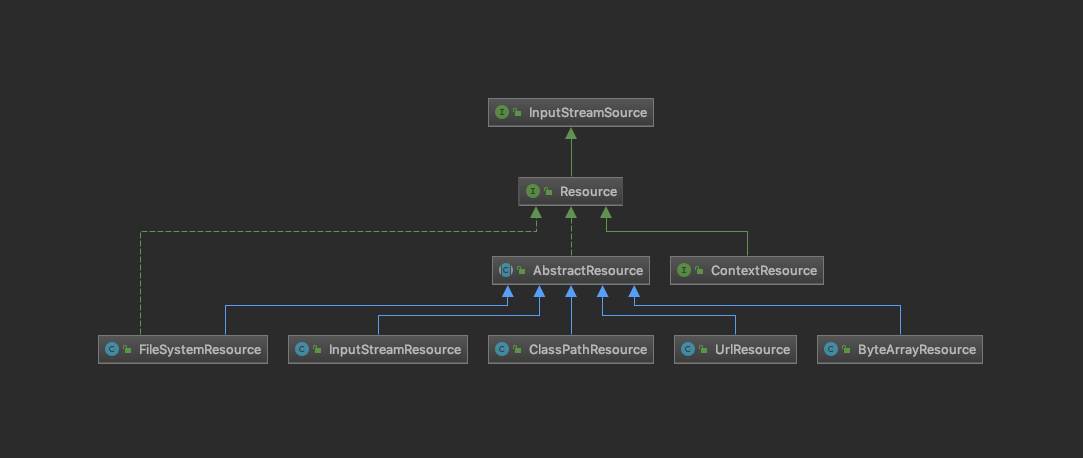 InputStreamSource
Resource
AbstractResource
ContextResource
FileSystemResource
InputStreamResource
ClassPathResource
UrlResource
ByteArrayResource